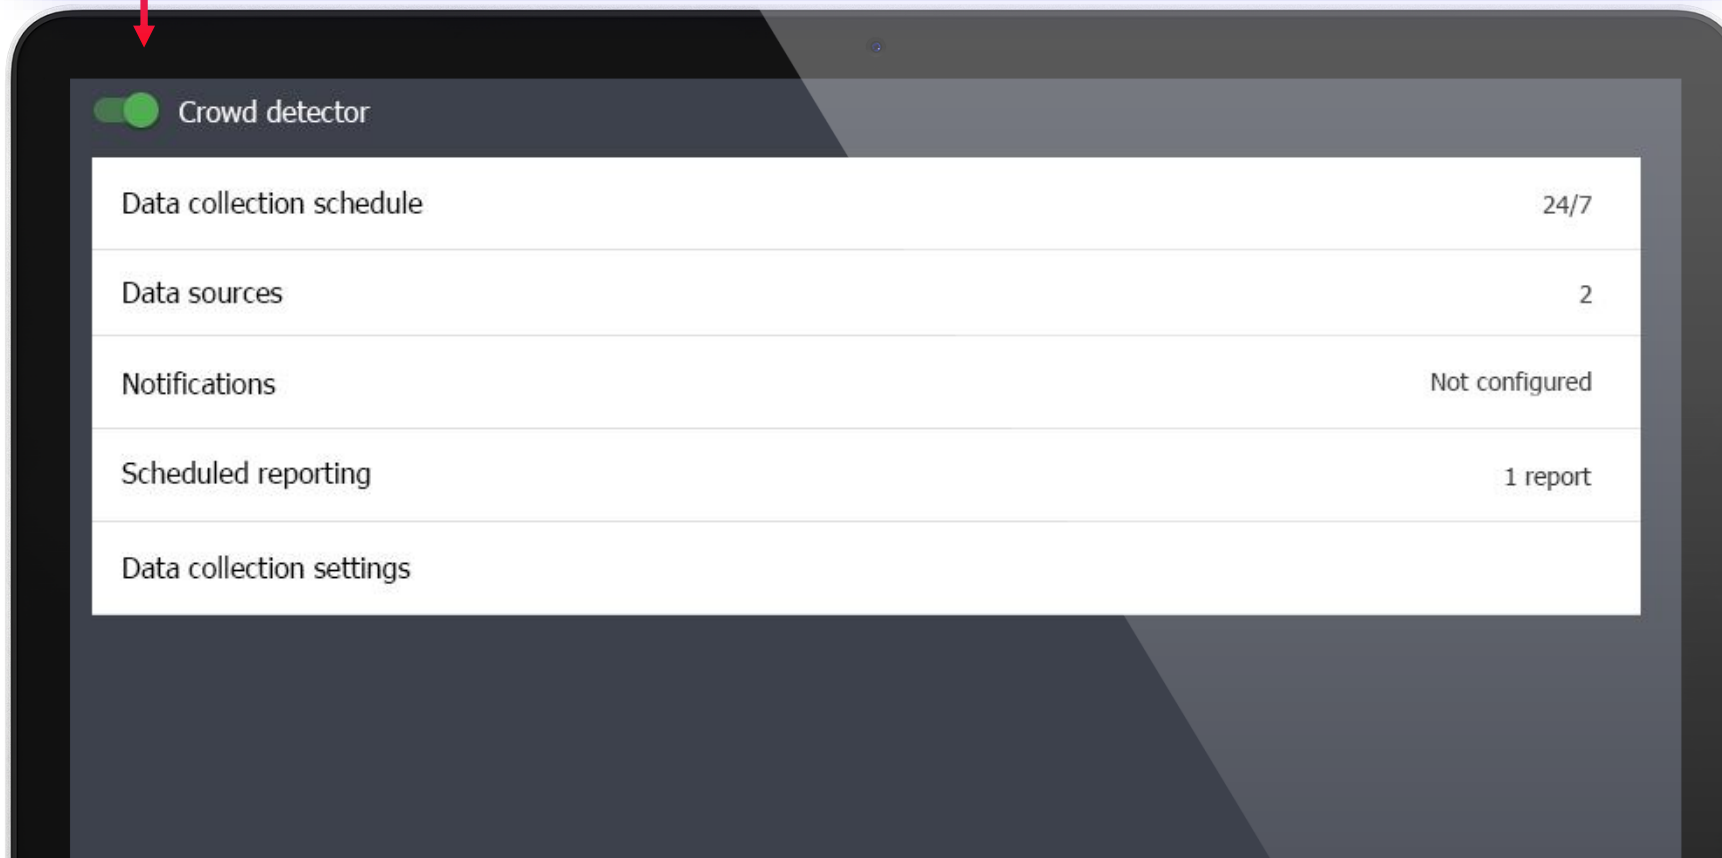 Crowd detector
Data collection schedule 24/7
Data sources 2
Notifications Not configured
Scheduled reporting 1 report
Data collection settings